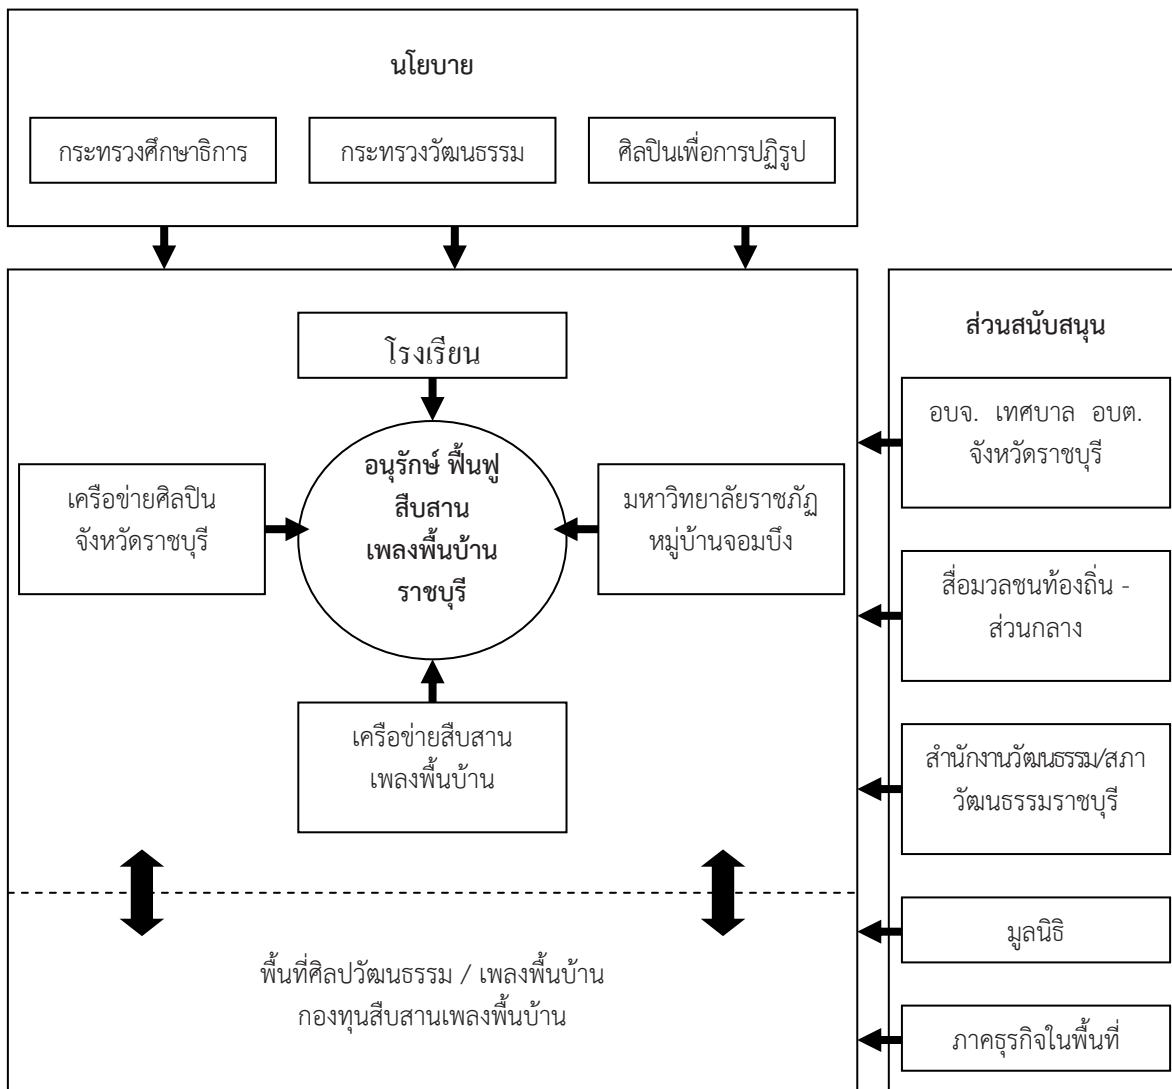 นโยบาย
กระทรวงศึกษาธิการ
กระทรวงวัฒนธรรม
ศิลปินเพื่อการปฏิรูป
โรงเรียน
อนุรักษ์ ฟื้นฟู
สืบสาน
เพลงพื้นบ้าน
ราชบุรี
เครือข่ายศิลปิน
จังหวัดราชบุรี
มหาวิทยาลัยราชภัฏ
หมู่บ้านจอมบึง
เครือข่ายสืบสาน
เพลงพื้นบ้าน
พื้นที่ศิลปวัฒนธรรม / เพลงพื้นบ้าน
กองทุนสืบสานเพลงพื้นบ้าน
ส่วนสนับสนุน
อบจ. เทศบาล อบต.
จังหวัดราชบุรี
สื่อมวลชนท้องถิ่น -
ส่วนกลาง
สำนักงานวัฒนธรรม/สภา
วัฒนธรรมราชบุรี
มูลนิธิ
ภาคธุรกิจในพื้นที่